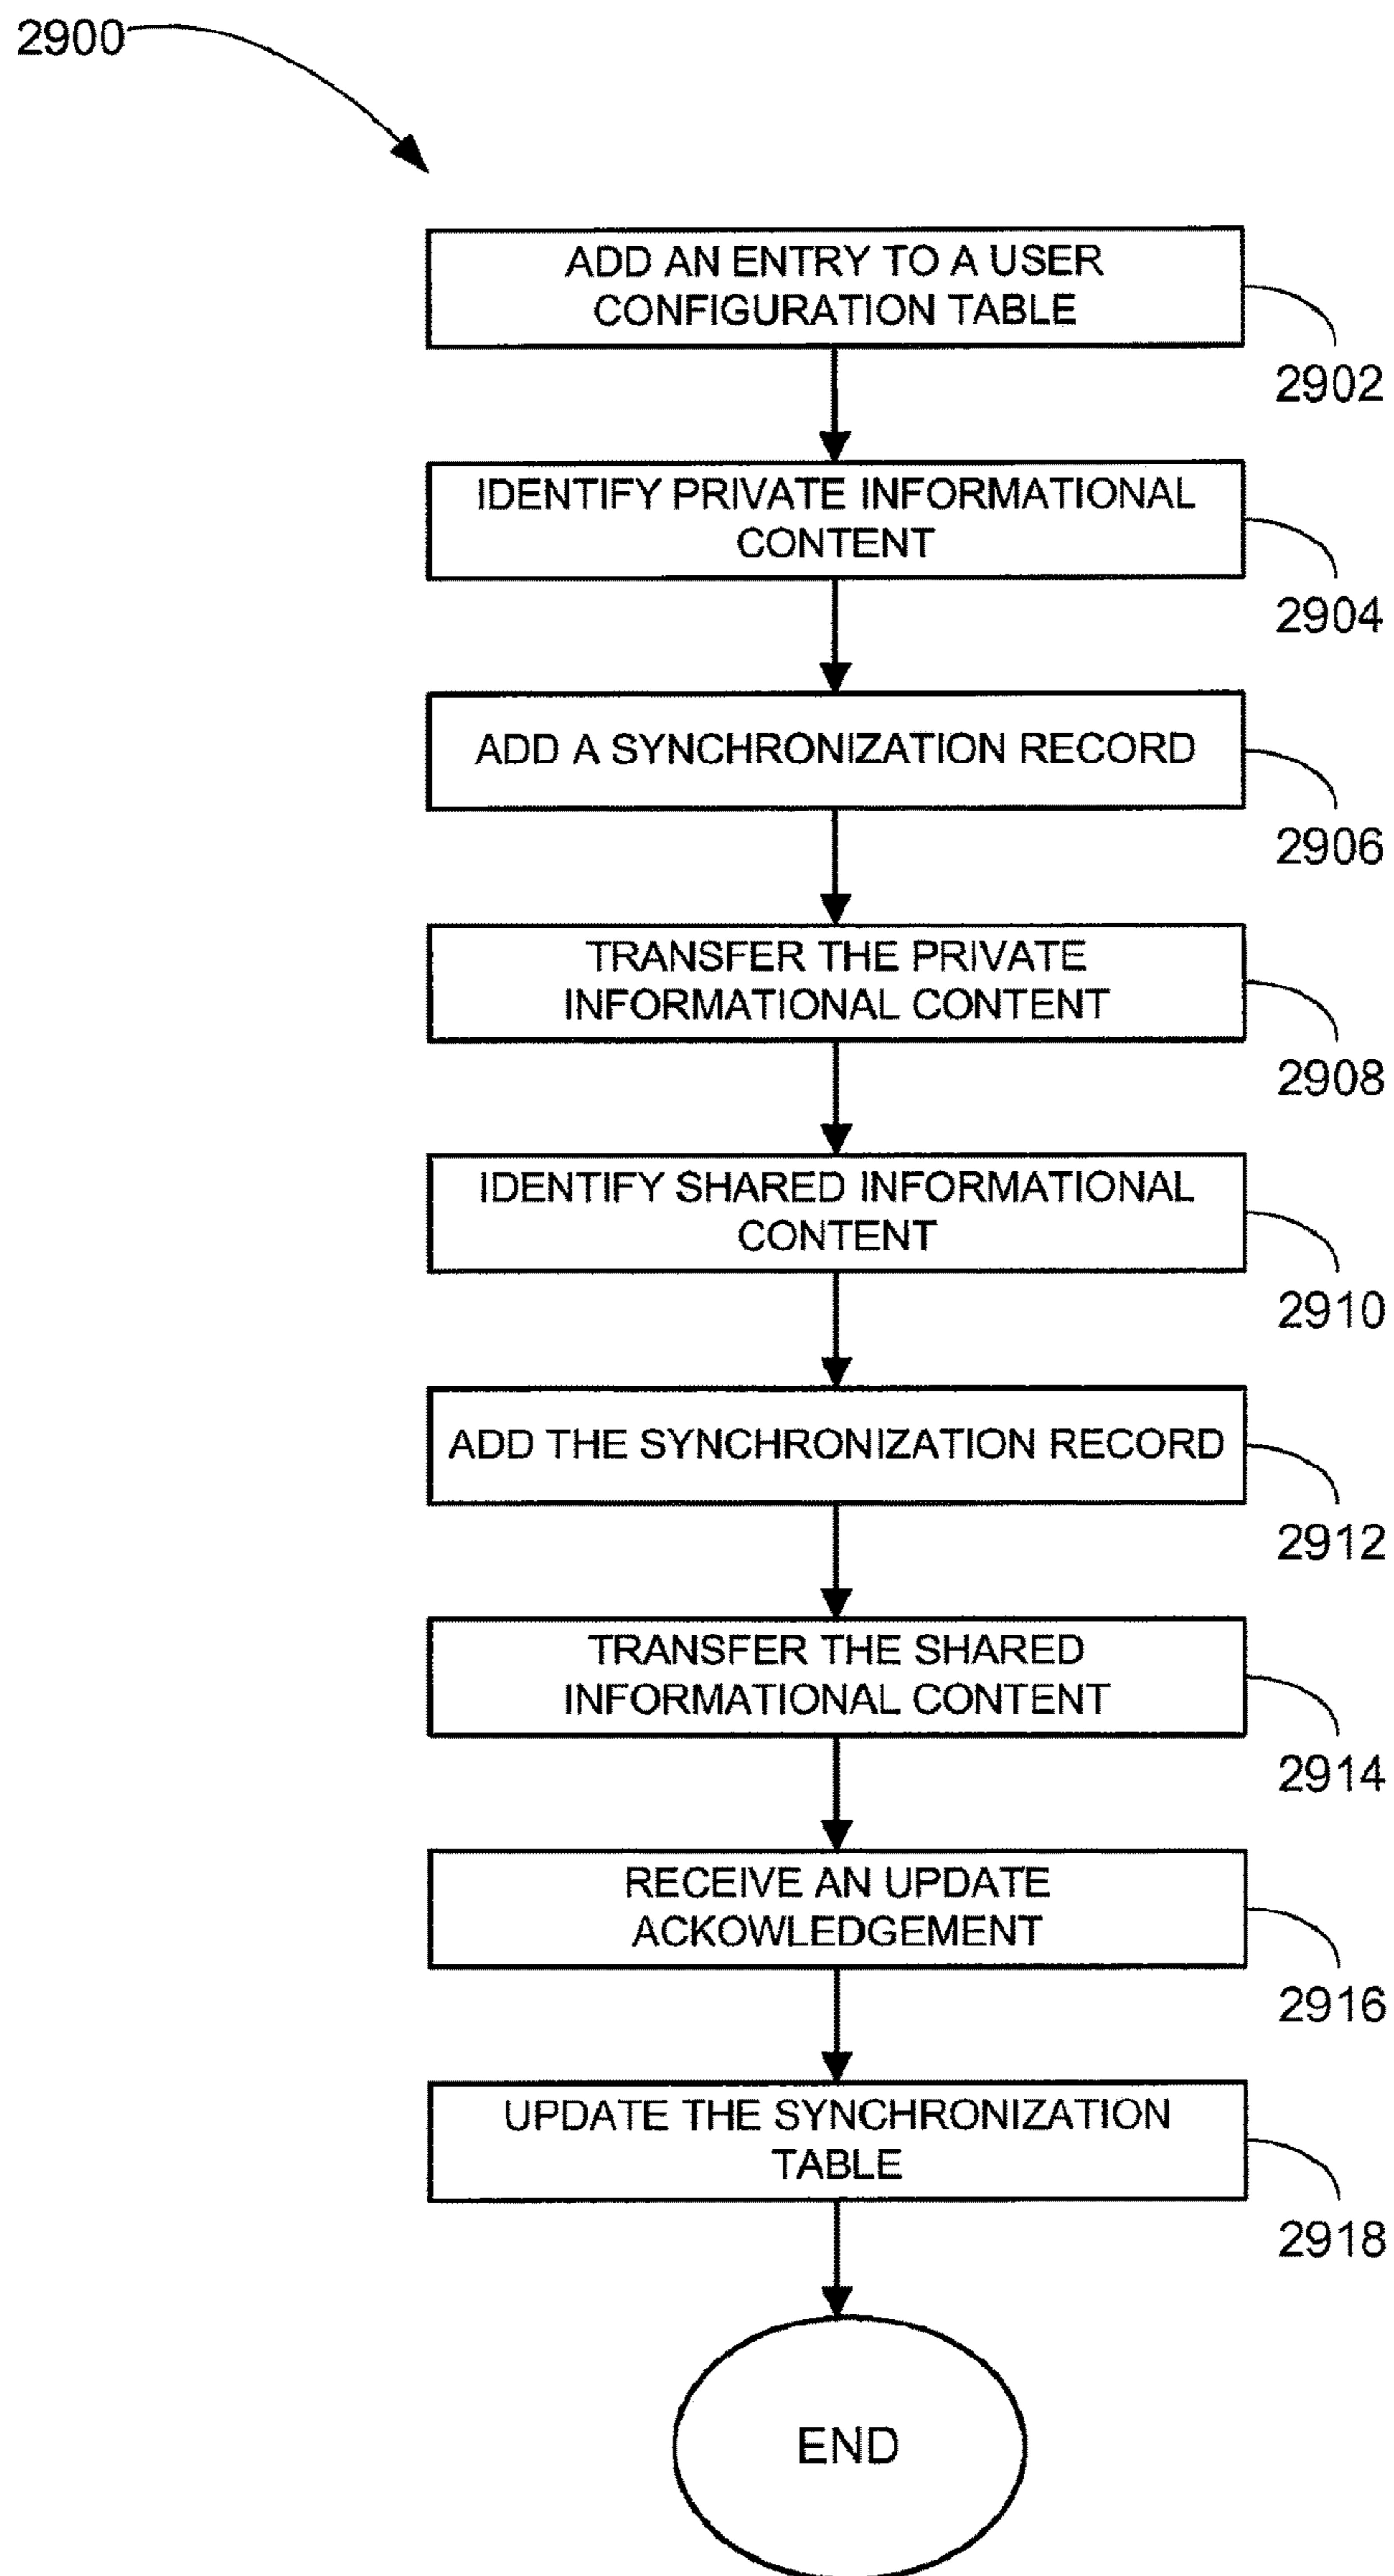 2900
ADD AN ENTRY TO A USER
CONFIGURATION TABLE
2902
IDENTIFY PRIVATE INFORMATIONAL
CONTENT
2904
ADD A SYNCHRONIZATION RECORD
2906
TRANSFER THE PRIVATE
INFORMATIONAL CONTENT
2908
IDENTIFY SHARED INFORMATIONAL
CONTENT
2910
ADD THE SYNCHRONIZATION RECORD
2912
TRANSFER THE SHARED
INFORMATIONAL CONTENT
2914
RECEIVE AN UPDATE
ACKOWLEDGEMENT
2916
UPDATE THE SYNCHRONIZATION
TABLE
2918
END